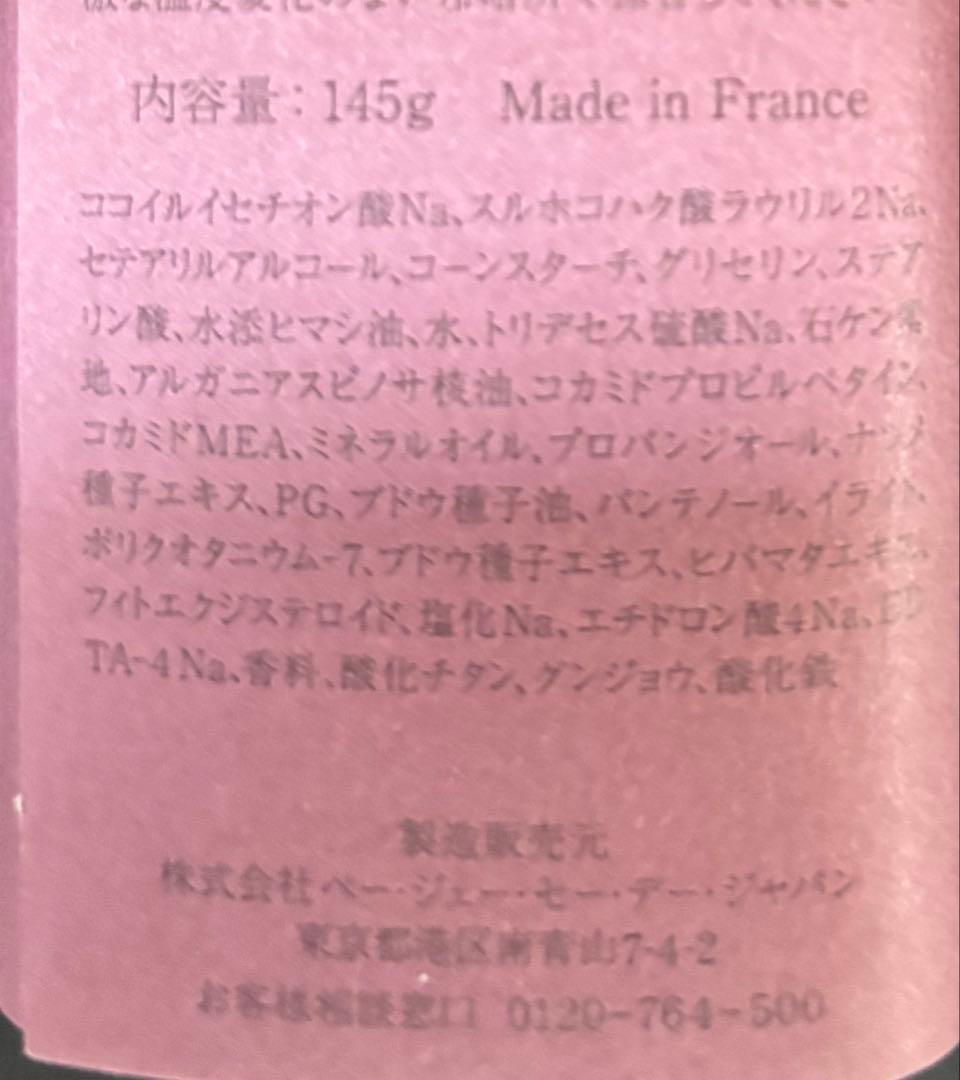 内容量：145g　Made in France
ココイルイセチオン酸Na、スルホコハク酸ラウリル2Na、
セテアリルアルコール、コーンスターチ、グリセリン、ステア
リン酸、水添ヒマシ油、水、トリデセス硫酸Na、石ケン素
地、アルガニアスピノサ核油、コカミドプロピルベタイン、
コカミドMEA、ミネラルオイル、プロパンジオール、ナツメ
種子エキス、PG、ブドウ種子油、パンテノール、イライト、
ポリクオタニウム-7、ブドウ種子エキス、ヒバマタエキス、
フィトエクジステロイド、塩化Na、エチドロン酸4Na、ED
TA-4Na、香料、酸化チタン、グンジョウ、酸化鉄
製造販売元
株式会社ペー・ジェー・セー・デー・ジャパン
東京都港区南青山7-4-2
お客様相談窓口 0120-764-500